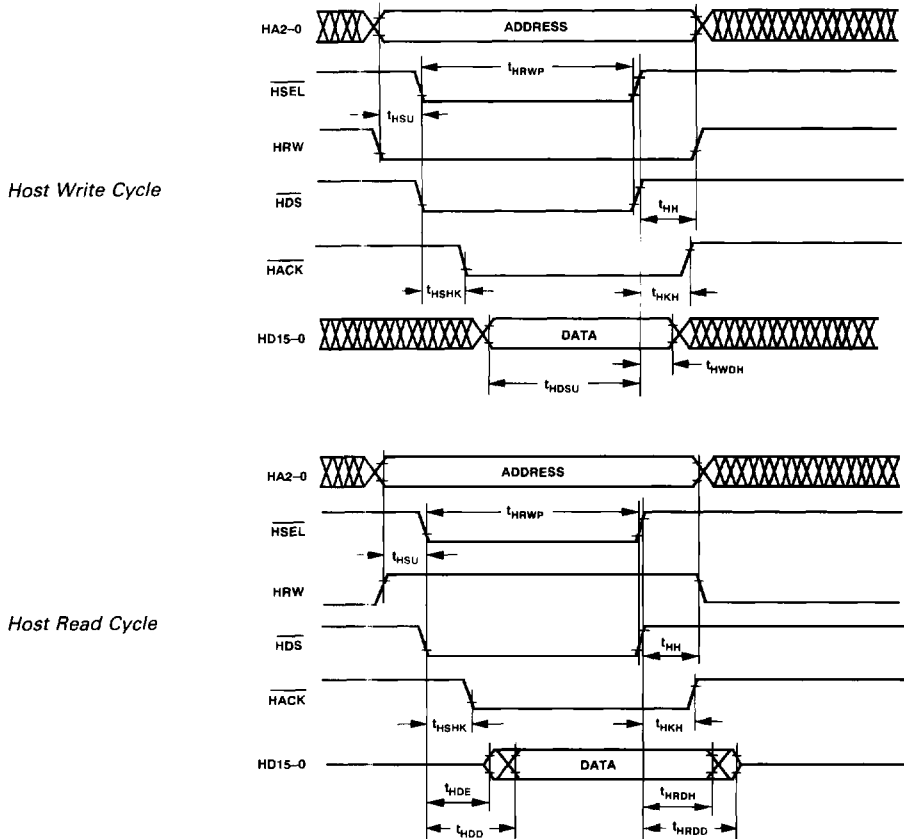 HA2–0 ADDRESS
HSEL tHRWP
tHSU
HRW
Host Write Cycle
HDS
tHH
HACK
tHSHK tHKH
HD15–0 DATA
tHWDH
tHDSU
HA2–0 ADDRESS
tHRWP
HSEL
tHSU
HRW
Host Read Cycle
HDS
tHH
HACK
tHSHK tHKH
HD15–0 DATA
tHDE tHRDH
tHDD tHRDD